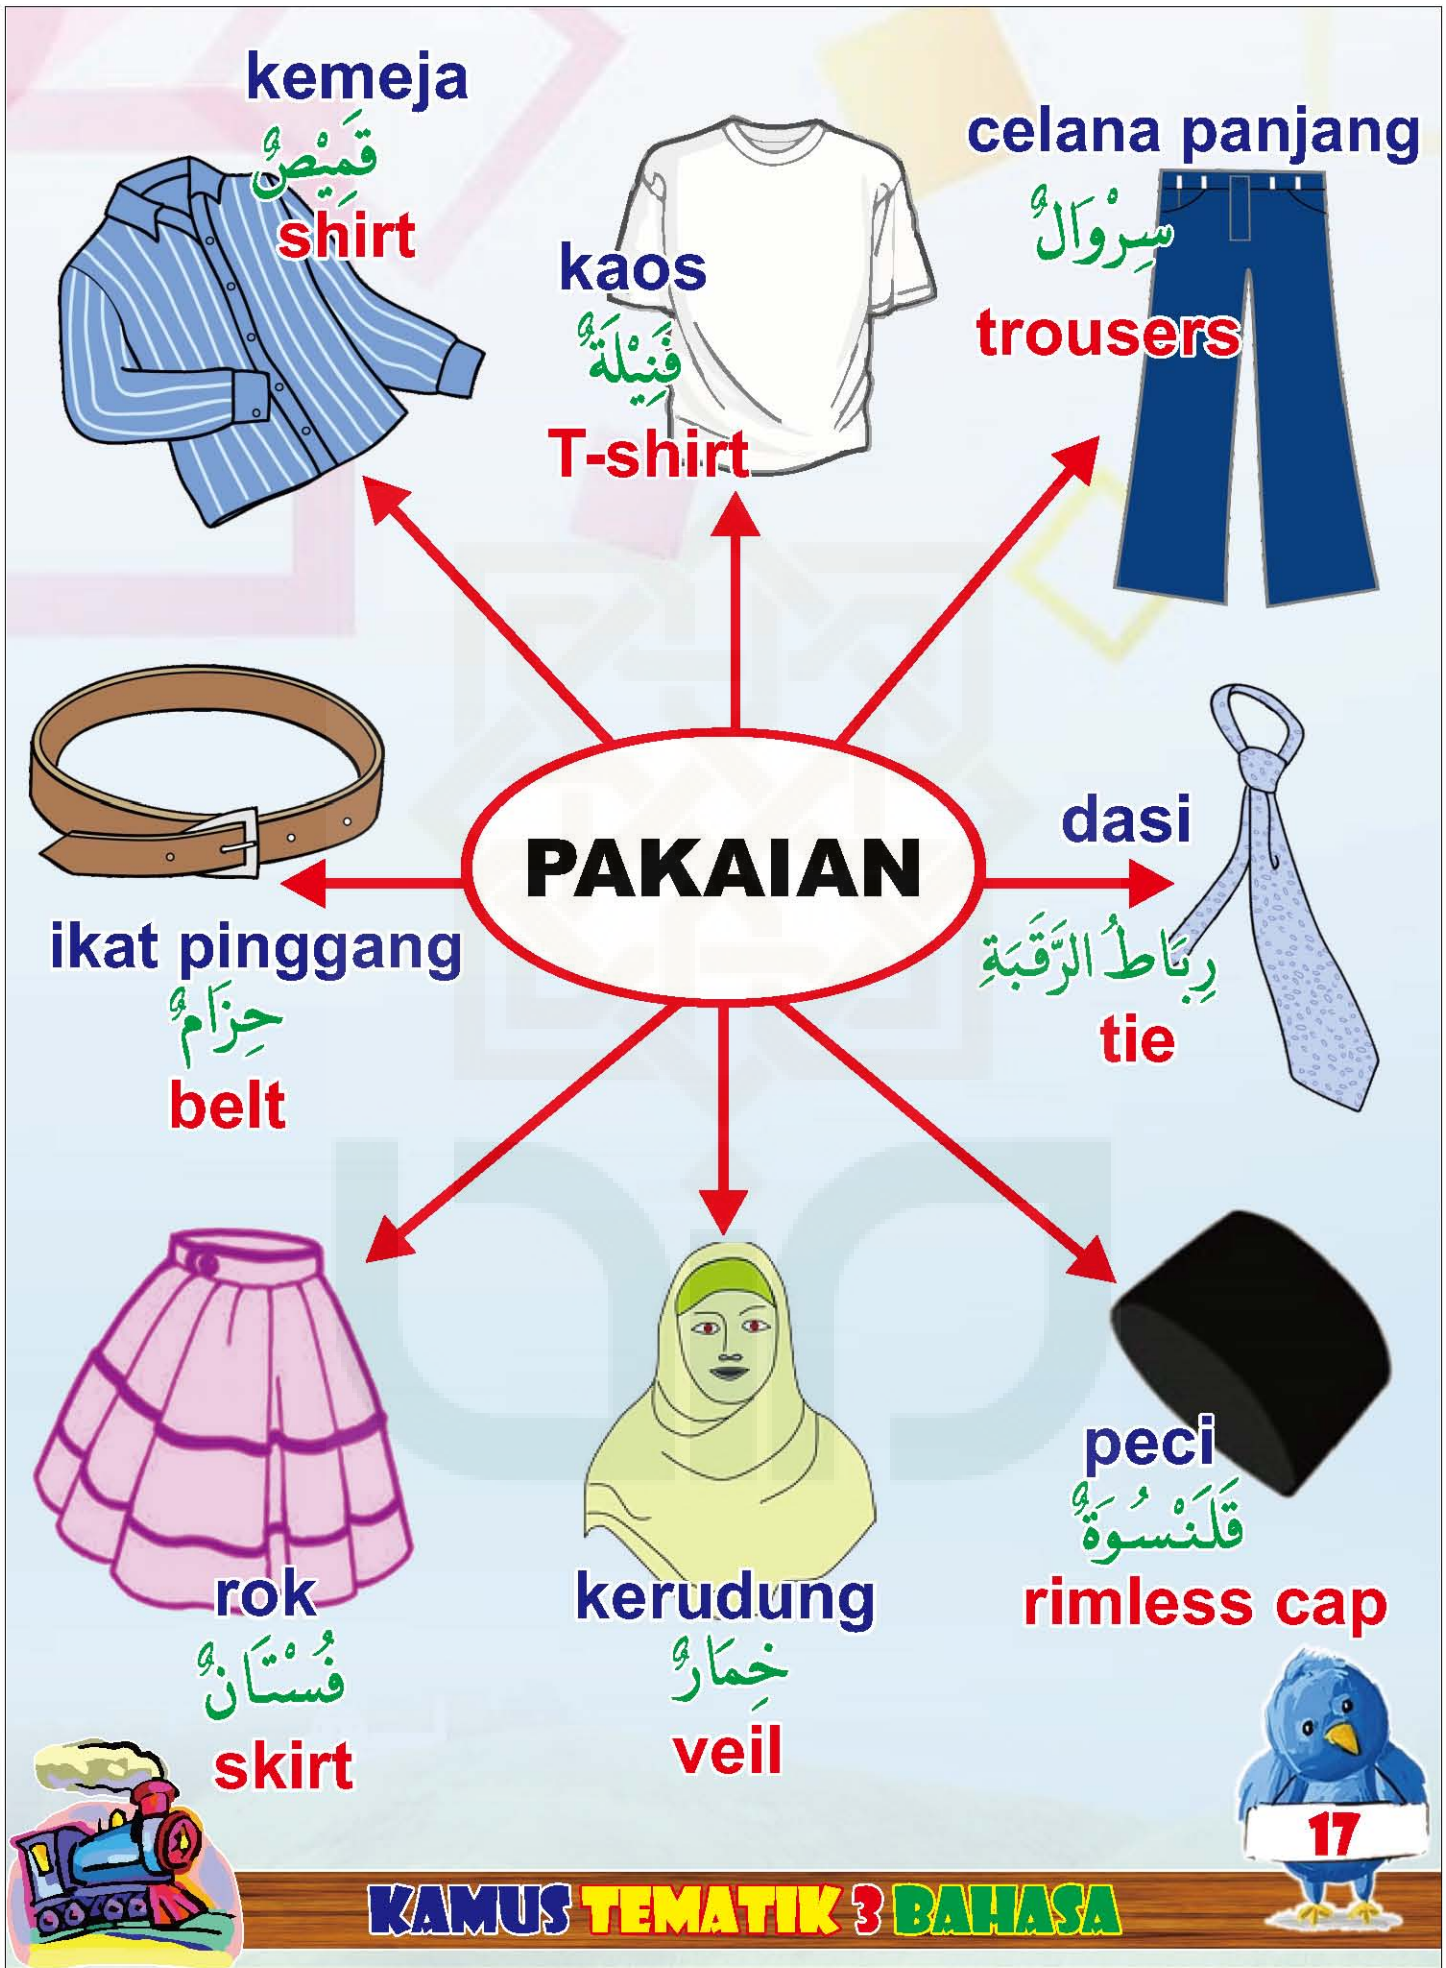 kemeja
قَمِيْصٌ
shirt
kaos
فَنِيْلَةٌ
T-shirt
celana panjang
سِرْوَالٌ
trousers
PAKAIAN
ikat pinggang
حِزَامٌ
belt
dasi
رِبَاطُ الرَّقَبَةِ
tie
rok
فُسْتَانٌ
skirt
kerudung
خِمَارٌ
veil
peci
قَلَنْسُوَةٌ
rimless cap
17
KAMUS TEMATIK 3 BAHASA